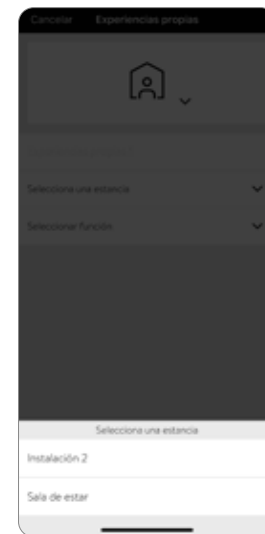 Cancelar Experiencias propias
Selecciona una estancia
Seleccionar función
Selecciona una estancia
Instalación 2
Sala de estar